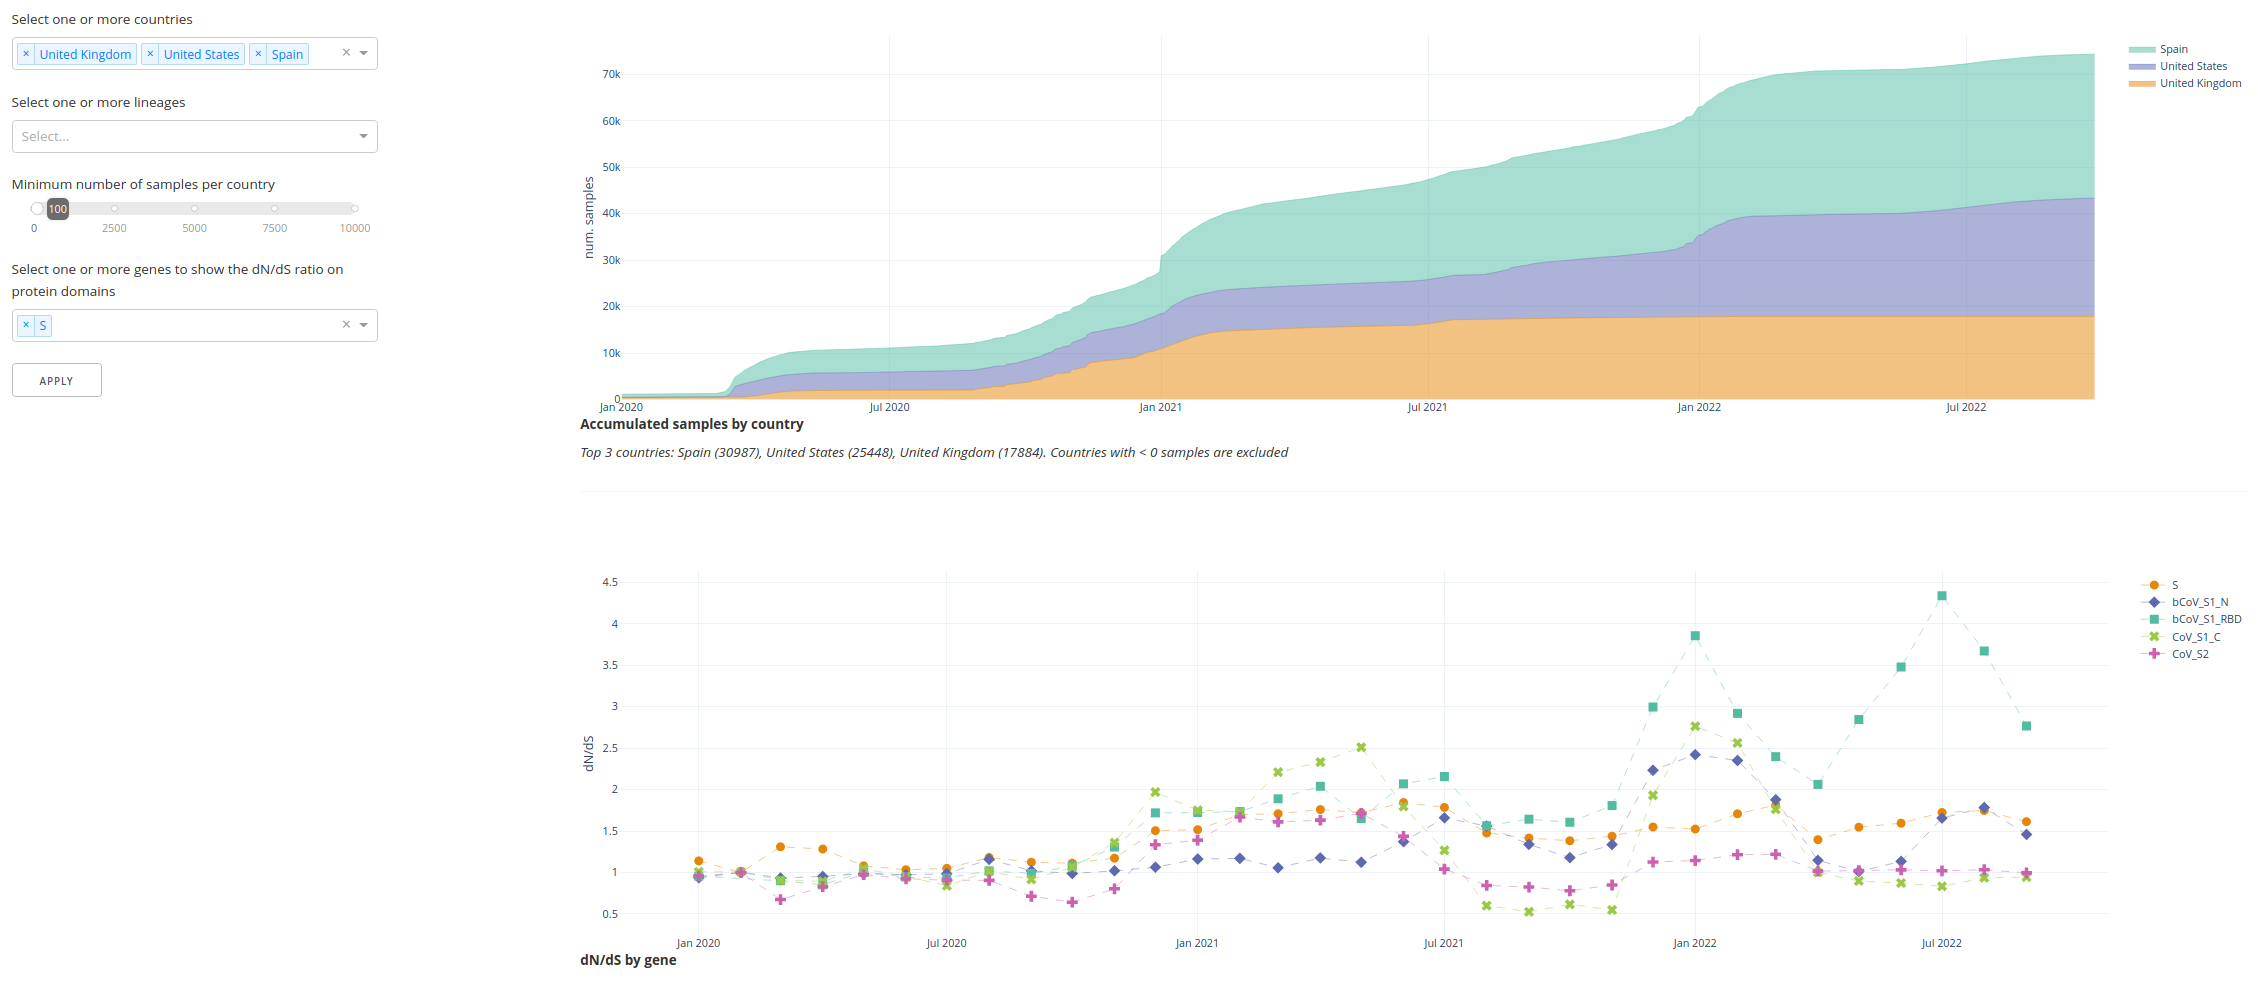 Select one or more countries
× United Kingdom × United States × Spain ×
Select one or more lineages
Select...
Minimum number of samples per country
100
0 2500 5000 7500 10000
Select one or more genes to show the dN/dS ratio on
protein domains
× S ×
APPLY
num. samples
70k
60k
50k
40k
30k
20k
10k
0
Jan 2020 Jul 2020 Jan 2021 Jul 2021 Jan 2022 Jul 2022
Spain
United States
United Kingdom
Accumulated samples by country
Top 3 countries: Spain (30987), United States (25448), United Kingdom (17884). Countries with < 0 samples are excluded
dN/dS
4.5
4
3.5
3
2.5
2
1.5
1
0.5
Jan 2020 Jul 2020 Jan 2021 Jul 2021 Jan 2022 Jul 2022
S
bCoV_S1_N
bCoV_S1_RBD
CoV_S1_C
CoV_S2
dN/dS by gene